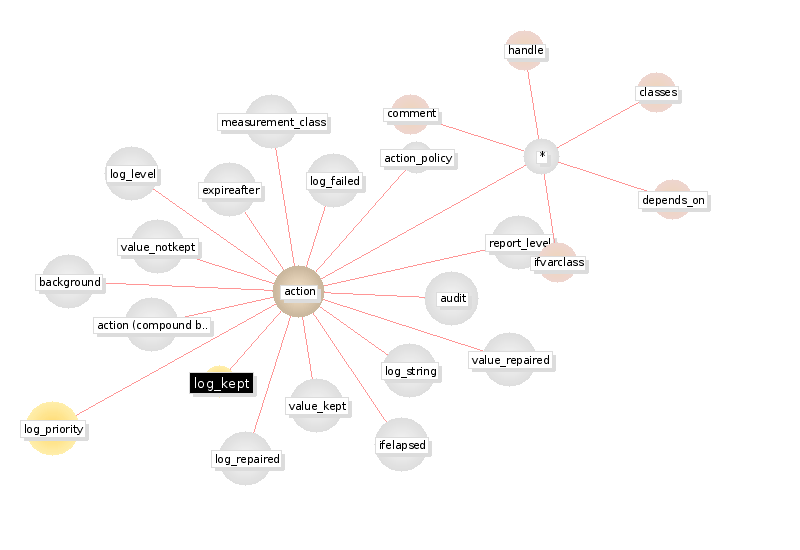 handle
classes
comment
measurement_class
*
action_policy
log_level
log_failed
expireafter
depends_on
report_level
value_notkept
ifvarclass
background
action
audit
action (compound b..
value_repaired
log_string
log_kept
value_kept
log_priority
ifelapsed
log_repaired